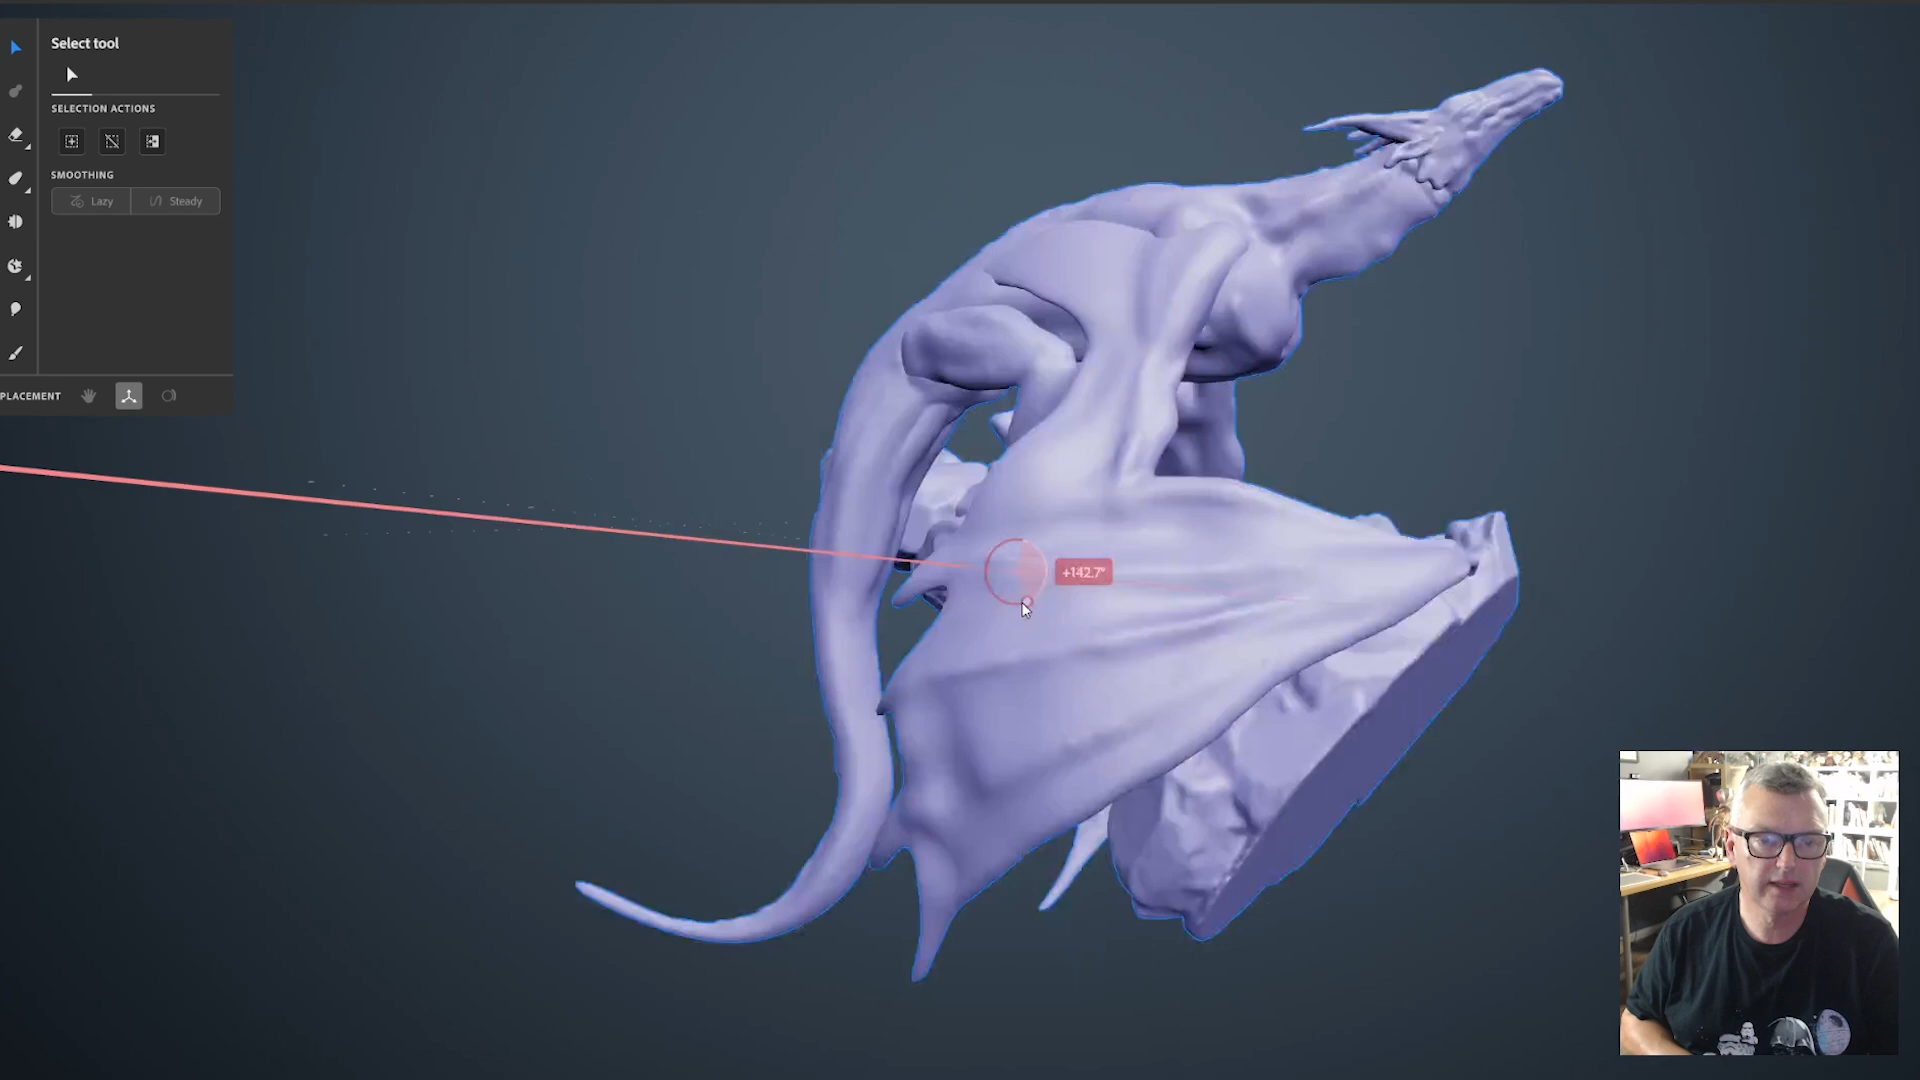 Select tool
SELECTION ACTIONS
SMOOTHING
Lazy
Steady
PLACEMENT
+142.7°